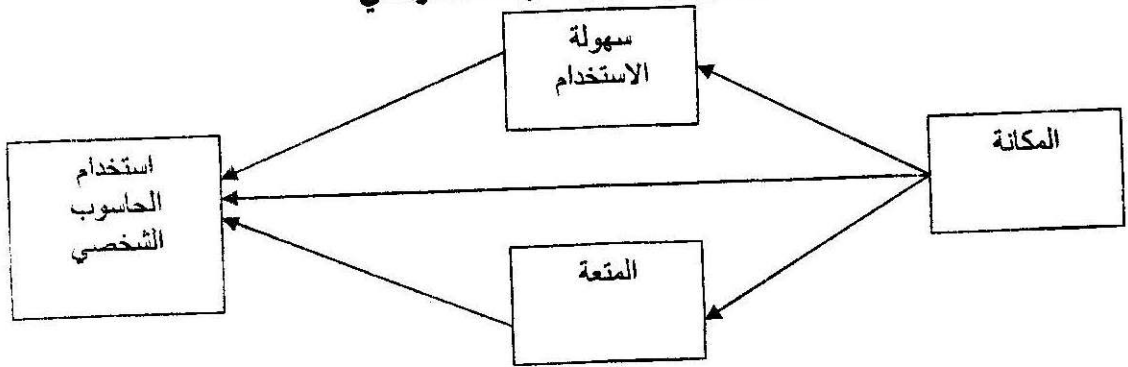 سهولة
الاستخدام
المكانة
استخدام
الحاسوب
الشخصي
المتعة